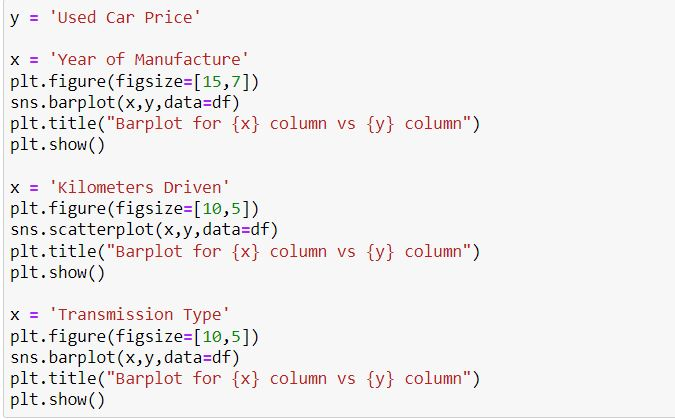 y = 'Used Car Price'
x = 'Year of Manufacture'
plt.figure(figsize=[15,7])
sns.barplot(x,y,data=df)
plt.title("Barplot for {x} column vs {y} column")
plt.show()
x = 'Kilometers Driven'
plt.figure(figsize=[10,5])
sns.scatterplot(x,y,data=df)
plt.title("Barplot for {x} column vs {y} column")
plt.show()
x = 'Transmission Type'
plt.figure(figsize=[10,5])
sns.barplot(x,y,data=df)
plt.title("Barplot for {x} column vs {y} column")
plt.show()